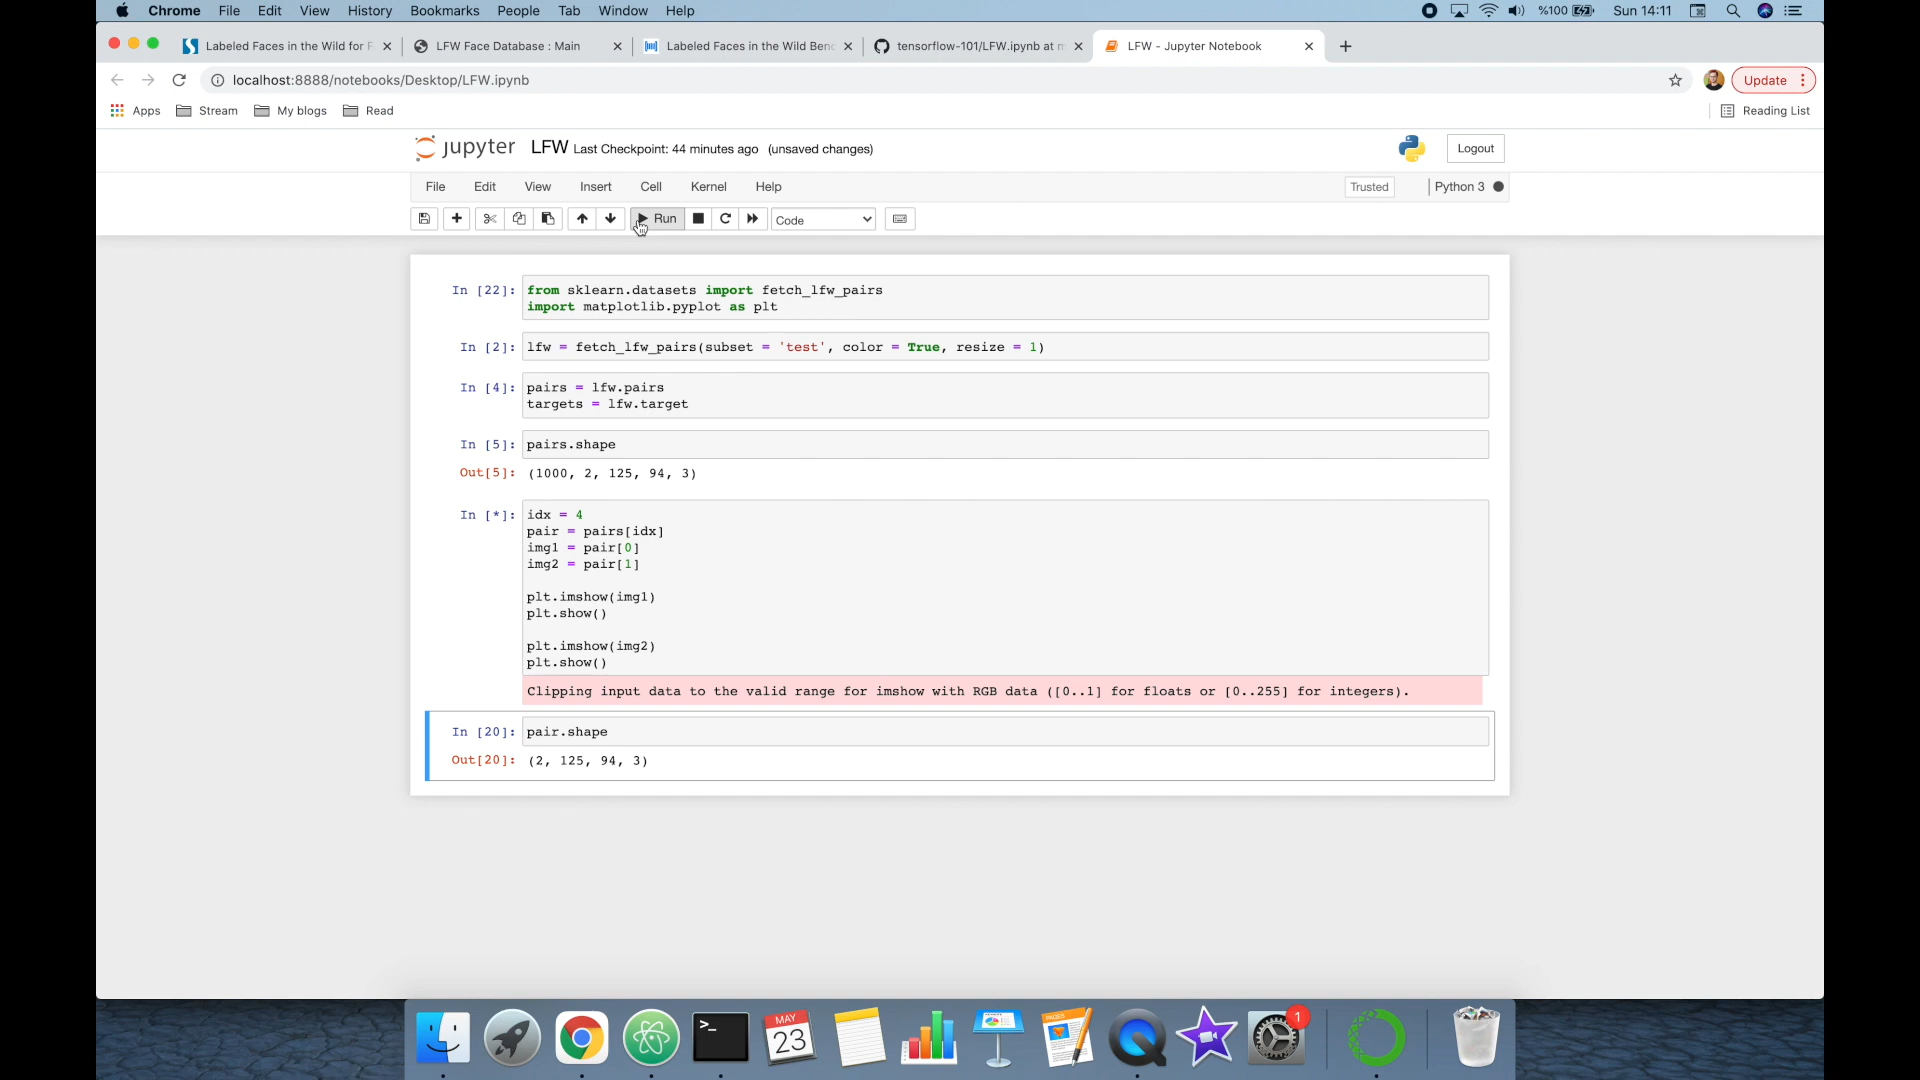 Chrome File Edit View History Bookmarks People Tab Window Help %100 Sun 14:11
Labeled Faces in the Wild for F LFW Face Database : Main Labeled Faces in the Wild Ben tensorflow-101/LFW.ipynb at m LFW - Jupyter Notebook
localhost:8888/notebooks/Desktop/LFW.ipynb Update
Apps Stream My blogs Read Reading List
jupyter LFW Last Checkpoint: 44 minutes ago (unsaved changes) Logout
File Edit View Insert Cell Kernel Help Trusted Python 3
Run Code
In [22]: from sklearn.datasets import fetch_lfw_pairs
import matplotlib.pyplot as plt
In [2]: lfw = fetch_lfw_pairs(subset = 'test', color = True, resize = 1)
In [4]: pairs = lfw.pairs
targets = lfw.target
In [5]: pairs.shape
Out[5]: (1000, 2, 125, 94, 3)
In [*]: idx = 4
pair = pairs[idx]
img1 = pair[0]
img2 = pair[1]
plt.imshow(img1)
plt.show()
plt.imshow(img2)
plt.show()
Clipping input data to the valid range for imshow with RGB data ([0..1] for floats or [0..255] for integers).
In [20]: pair.shape
Out[20]: (2, 125, 94, 3)
>_ MAY 23 PAGES 1